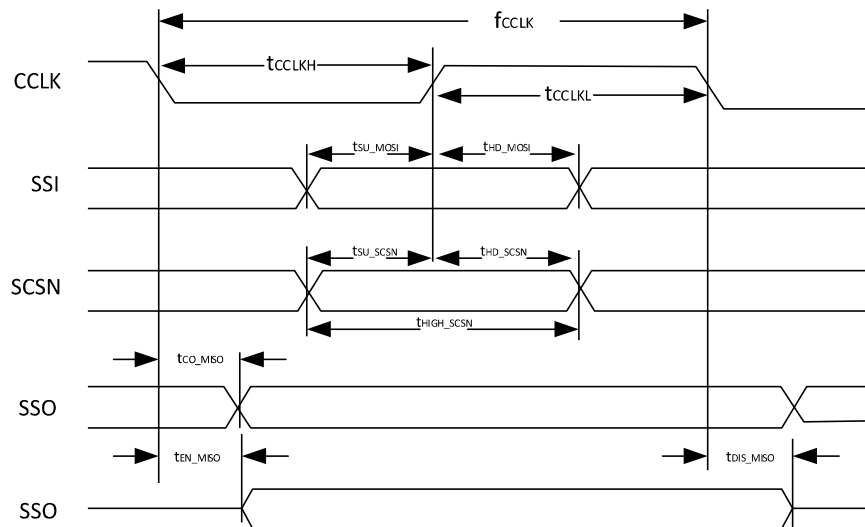 fCCLK
CCLK
tCCLKH
tCCLKL
SSI
tSU_MOSI
tHD_MOSI
SCSN
tSU_SCSN
tHD_SCSN
tHIGH_SCSN
SSO
tCO_MISO
tEN_MISO
tDIS_MISO
SSO